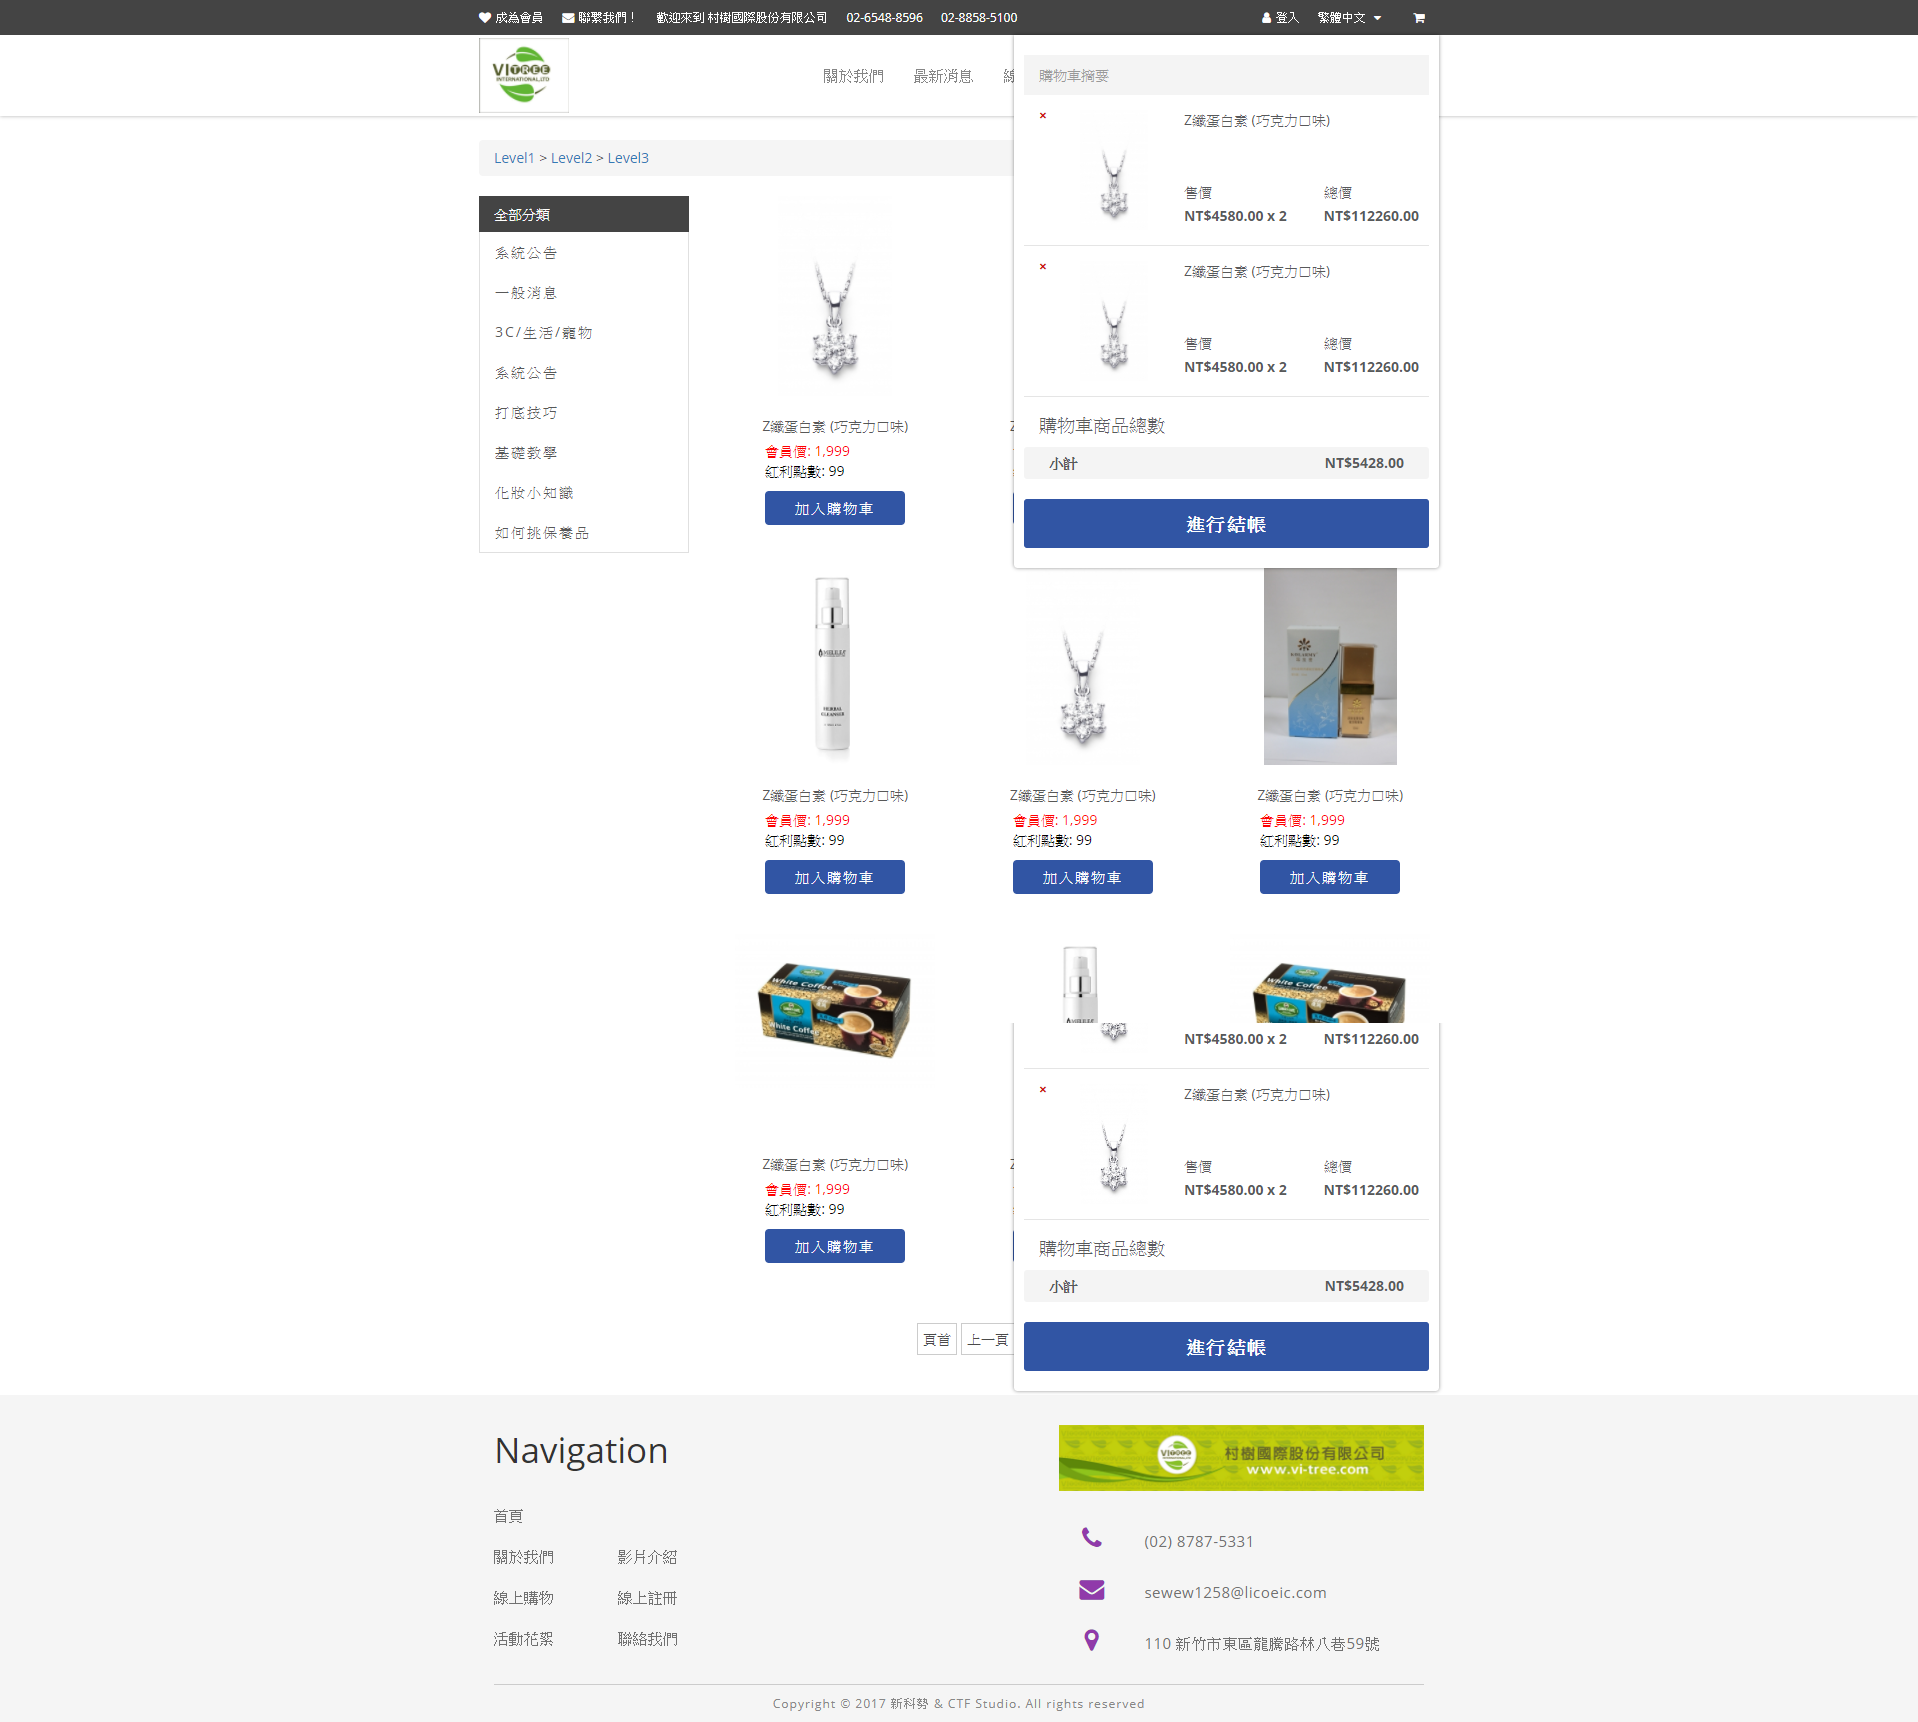 成為會員 聯繫我們！ 歡迎來到 村樹國際股份有限公司 02-6548-8596 02-8858-5100 登入 繁體中文
VITREE
INTERNATIONAL,LTD
關於我們 最新消息
購物車摘要
× Z纖蛋白素 (巧克力口味)
售價 總價
NT$4580.00 x 2 NT$112260.00
× Z纖蛋白素 (巧克力口味)
售價 總價
NT$4580.00 x 2 NT$112260.00
購物車商品總數
小計 NT$5428.00
進行結帳
Level1 > Level2 > Level3
全部分類
系統公告
一般消息
3C/生活/寵物
系統公告
打底技巧
基礎教學
化妝小知識
如何挑保養品
Z纖蛋白素 (巧克力口味)
會員價: 1,999
紅利點數: 99
加入購物車
HERBAL
CLEANSER
Z纖蛋白素 (巧克力口味) Z纖蛋白素 (巧克力口味) Z纖蛋白素 (巧克力口味)
會員價: 1,999 會員價: 1,999 會員價: 1,999
紅利點數: 99 紅利點數: 99 紅利點數: 99
加入購物車 加入購物車 加入購物車
White Coffee White Coffee
White Coffee
NT$4580.00 x 2 NT$112260.00
× Z纖蛋白素 (巧克力口味)
售價 總價
NT$4580.00 x 2 NT$112260.00
購物車商品總數
小計 NT$5428.00
進行結帳
Z纖蛋白素 (巧克力口味)
會員價: 1,999
紅利點數: 99
加入購物車
頁首 上一頁
Navigation
首頁
關於我們 影片介紹
線上購物 線上註冊
活動花絮 聯絡我們
村樹國際股份有限公司
www.vi-tree.com
(02) 8787-5331
sewew1258@licoeic.com
110 新竹市東區龍騰路林八巷59號
Copyright © 2017 新科勢 & CTF Studio. All rights reserved